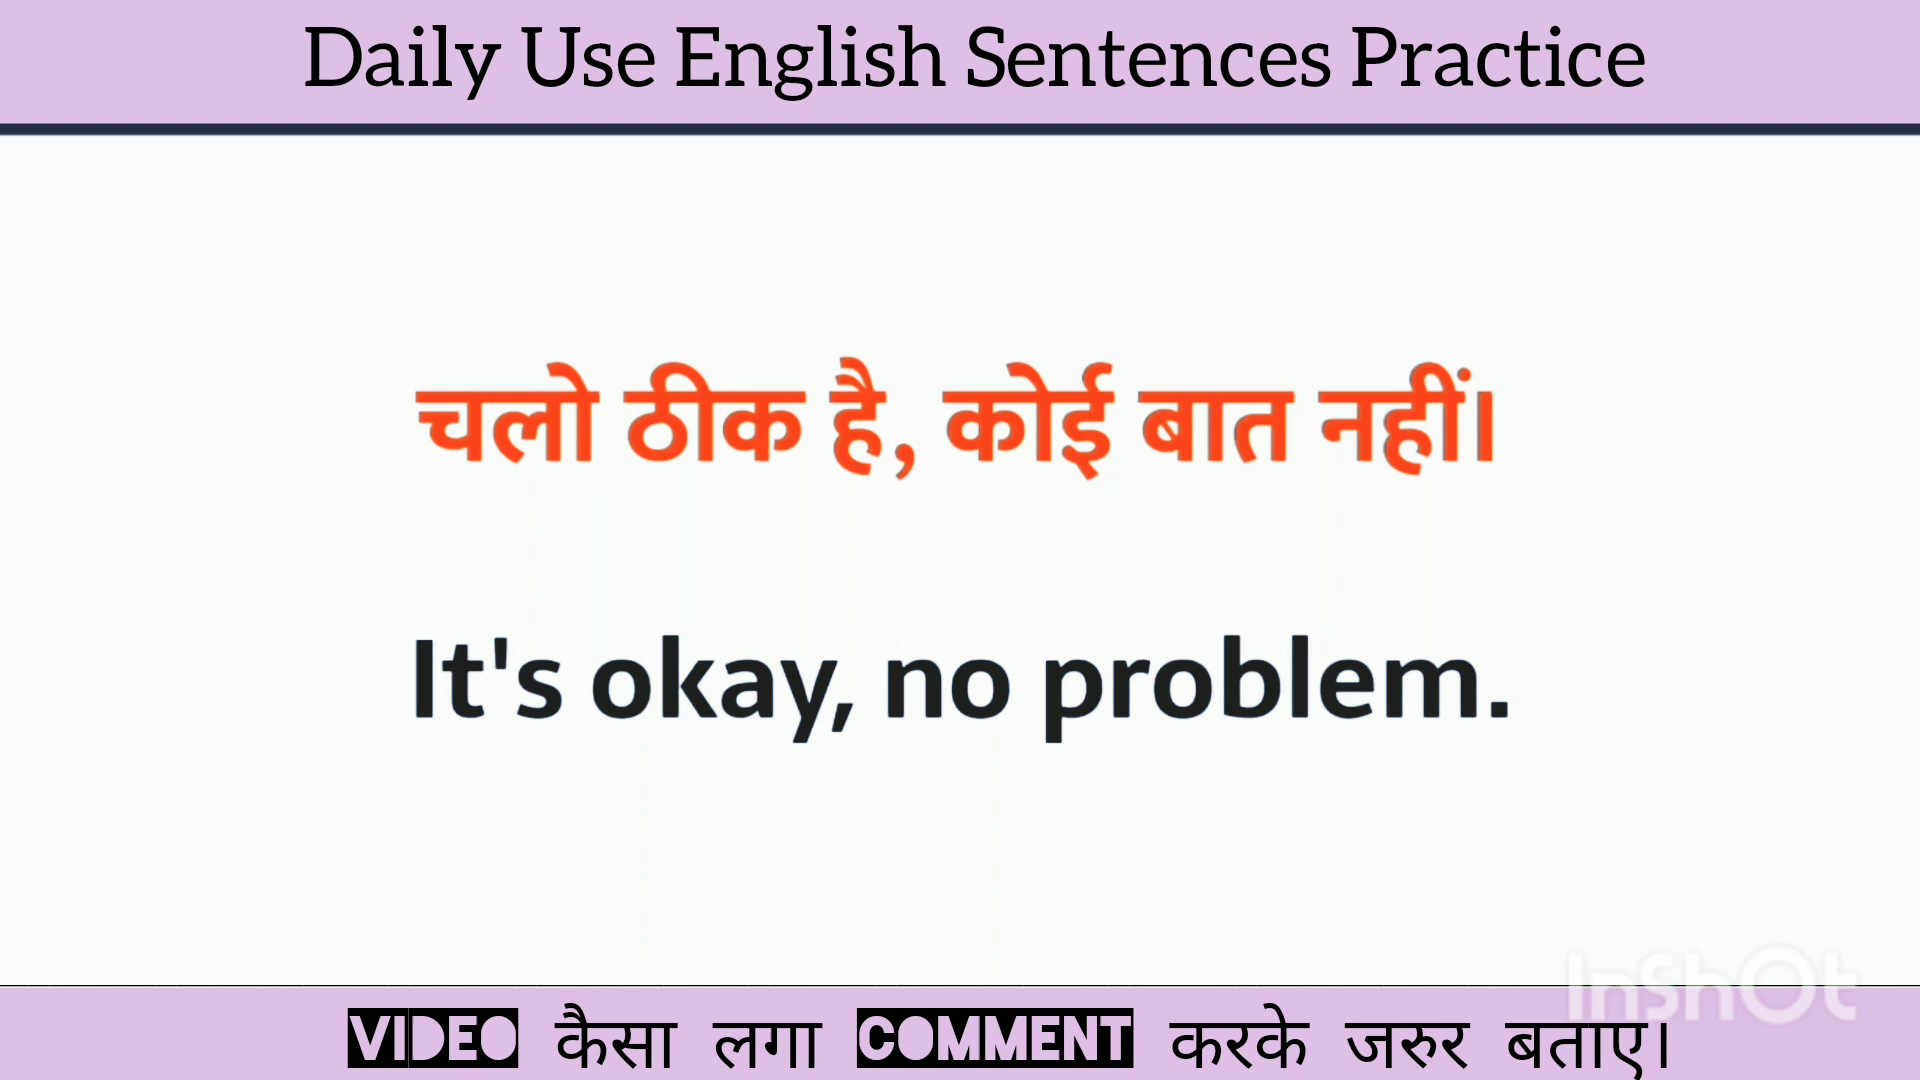 Daily Use English Sentences Practice
चलो ठीक है, कोई बात नहीं।
It's okay, no problem.
InShOt
VIDEO कैसा लगा COMMENT करके जरुर बताए।